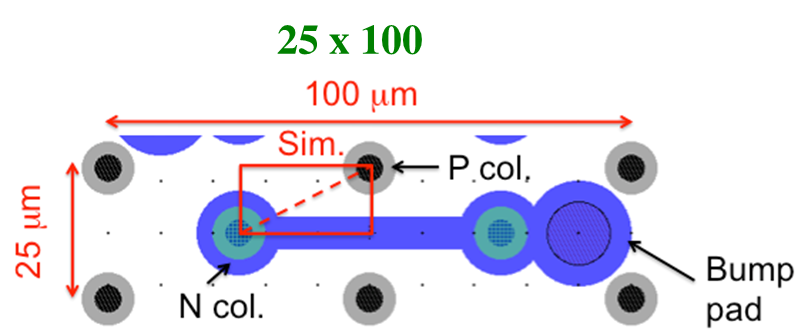 25 x 100
100 μm
Sim.
P col.
25 μm
N col.
Bump
pad